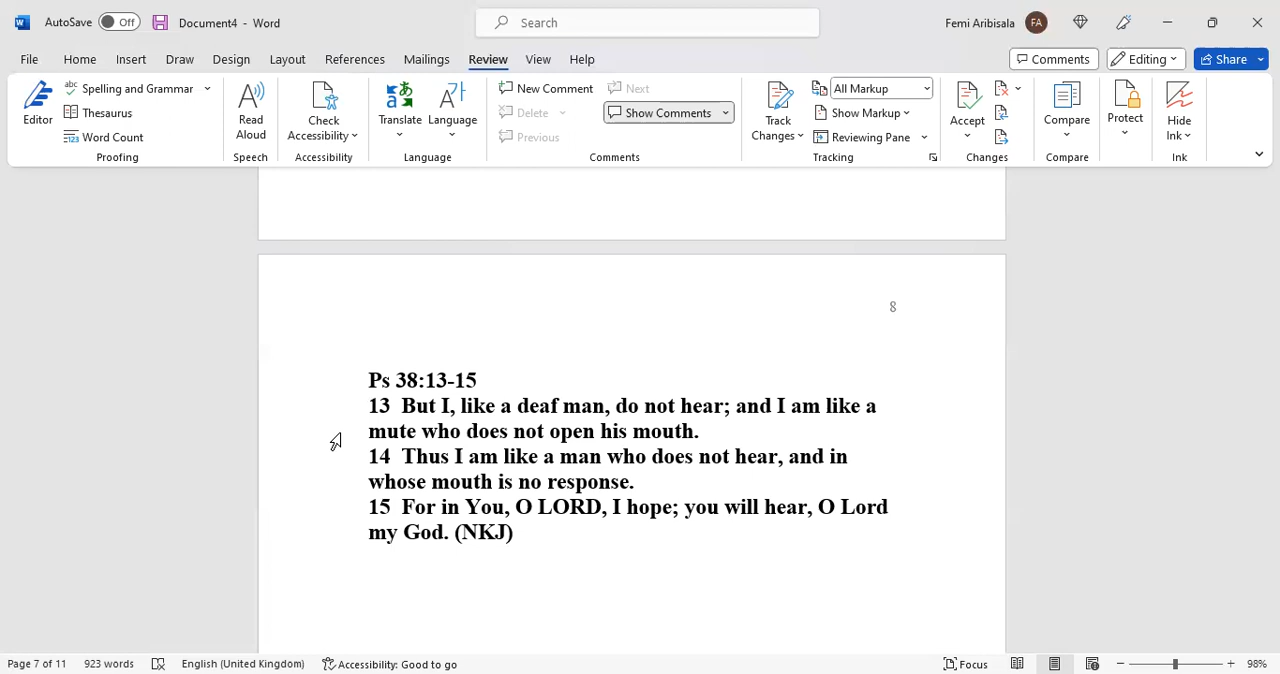 AutoSave Off Document4 - Word Search Femi Aribisala FA
File Home Insert Draw Design Layout References Mailings Review View Help Comments Editing Share
Editor
abc Spelling and Grammar
Thesaurus
123 Word Count
Proofing
Read Aloud
Speech
Check Accessibility
Accessibility
Translate
Language
Language
New Comment
Delete
Previous
Next
Show Comments
Comments
Track Changes
All Markup
Show Markup
Reviewing Pane
Tracking
Accept
Changes
Compare
Compare
Protect
Hide Ink
Ink
8
Ps 38:13-15
13 But I, like a deaf man, do not hear; and I am like a
mute who does not open his mouth.
14 Thus I am like a man who does not hear, and in
whose mouth is no response.
15 For in You, O LORD, I hope; you will hear, O Lord
my God. (NKJ)
Page 7 of 11 923 words English (United Kingdom) Accessibility: Good to go Focus 98%